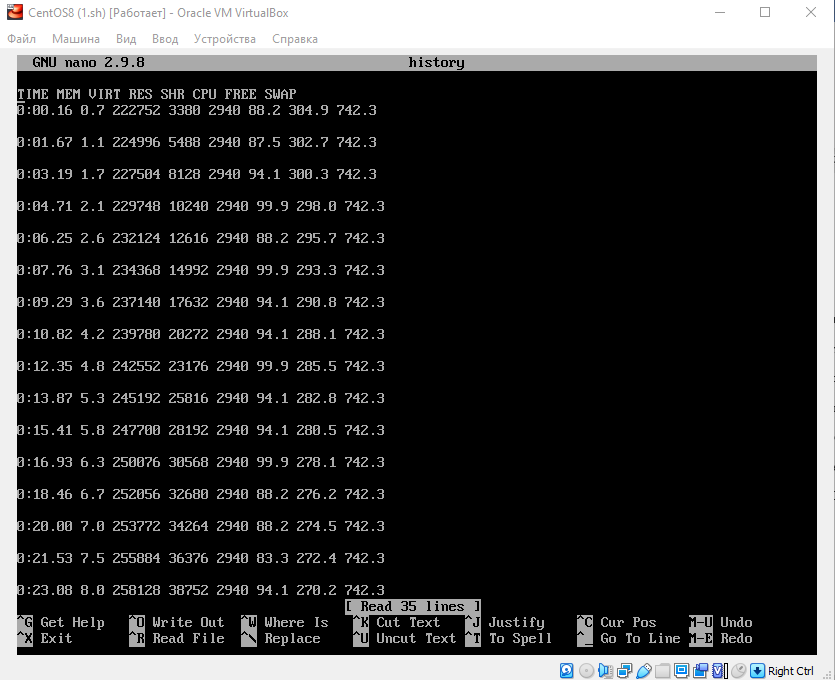 CentOS8 (1.sh) [Работает] - Oracle VM VirtualBox
Файл Машина Вид Ввод Устройства Справка
GNU nano 2.9.8 history
TIME MEM VIRT RES SHR CPU FREE SWAP
0:00.16 0.7 222752 3380 2940 88.2 304.9 742.3
0:01.67 1.1 224996 5488 2940 87.5 302.7 742.3
0:03.19 1.7 227504 8128 2940 94.1 300.3 742.3
0:04.71 2.1 229748 10240 2940 99.9 298.0 742.3
0:06.25 2.6 232124 12616 2940 88.2 295.7 742.3
0:07.76 3.1 234368 14992 2940 99.9 293.3 742.3
0:09.29 3.6 237140 17632 2940 94.1 290.8 742.3
0:10.82 4.2 239780 20272 2940 94.1 288.1 742.3
0:12.35 4.8 242552 23176 2940 99.9 285.5 742.3
0:13.87 5.3 245192 25816 2940 94.1 282.8 742.3
0:15.41 5.8 247700 28192 2940 94.1 280.5 742.3
0:16.93 6.3 250076 30568 2940 99.9 278.1 742.3
0:18.46 6.7 252056 32680 2940 88.2 276.2 742.3
0:20.00 7.0 253772 34264 2940 88.2 274.5 742.3
0:21.53 7.5 255884 36376 2940 83.3 272.4 742.3
0:23.08 8.0 258128 38752 2940 94.1 270.2 742.3
[ Read 35 lines ]
^G Get Help ^O Write Out ^W Where Is ^K Cut Text ^J Justify ^C Cur Pos M-U Undo
^X Exit ^R Read File ^\ Replace ^U Uncut Text ^T To Spell ^_ Go To Line M-E Redo
Right Ctrl